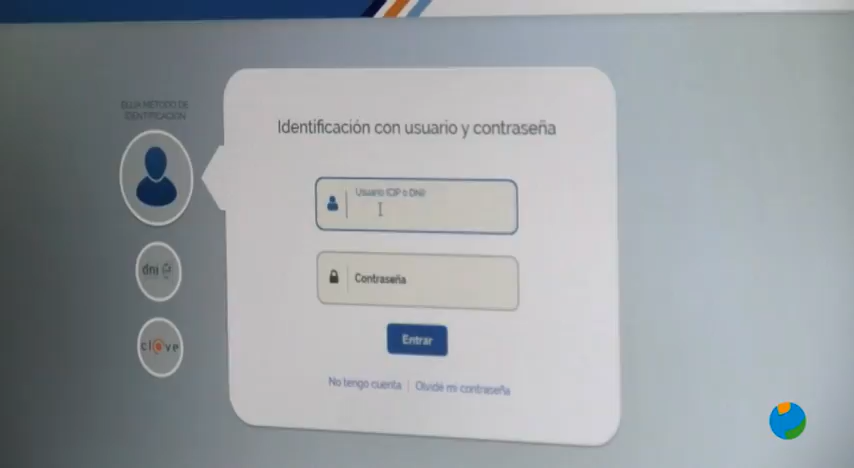 ELIJA MÉTODO DE
IDENTIFICACIÓN
Identificación con usuario y contraseña
Usuario (CIP o DNI)
dni e
Contraseña
cl@ve
Entrar
No tengo cuenta | Olvidé mi contraseña